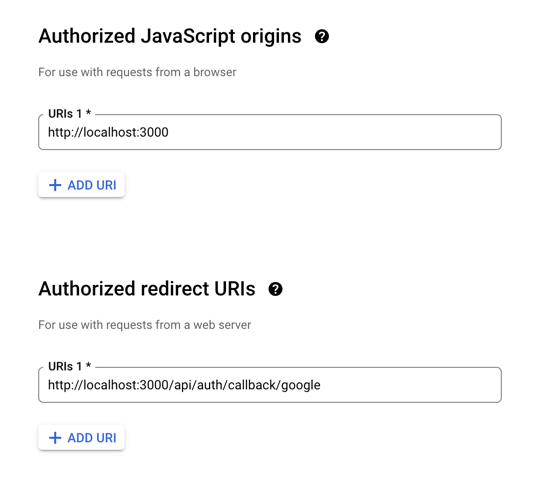 Authorized JavaScript origins
For use with requests from a browser
URIs 1 *
http://localhost:3000
+ ADD URI
Authorized redirect URIs
For use with requests from a web server
URIs 1 *
http://localhost:3000/api/auth/callback/google
+ ADD URI